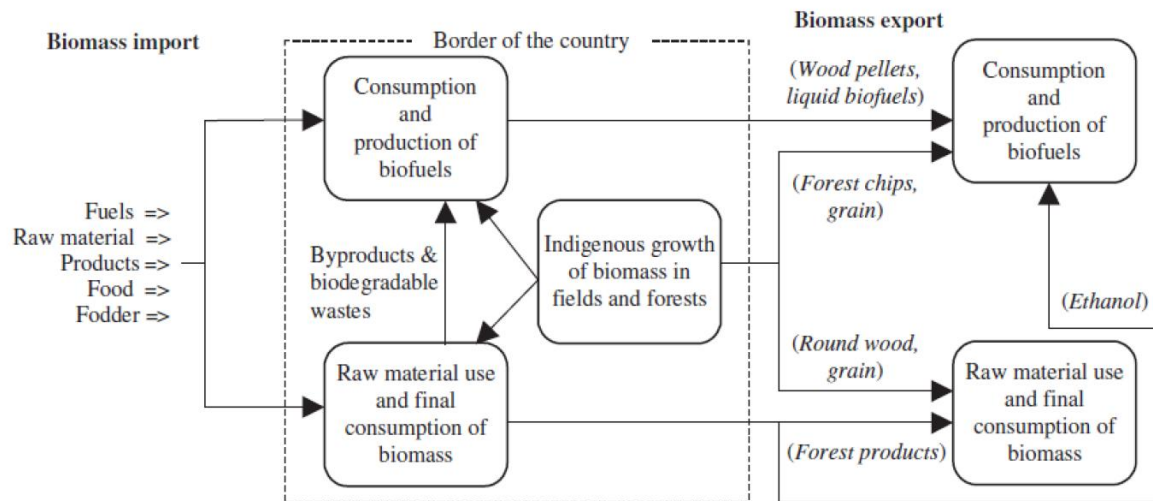 Biomass import
Border of the country
Biomass export
Consumption
and
production of
biofuels
(Wood pellets,
liquid biofuels)
Consumption
and
production of
biofuels
(Forest chips,
grain)
Fuels =>
Raw material =>
Products =>
Food =>
Fodder =>
Byproducts &
biodegradable
wastes
Indigenous growth
of biomass in
fields and forests
(Ethanol)
(Round wood,
grain)
Raw material use
and final
consumption of
biomass
Raw material use
and final
consumption of
biomass
(Forest products)